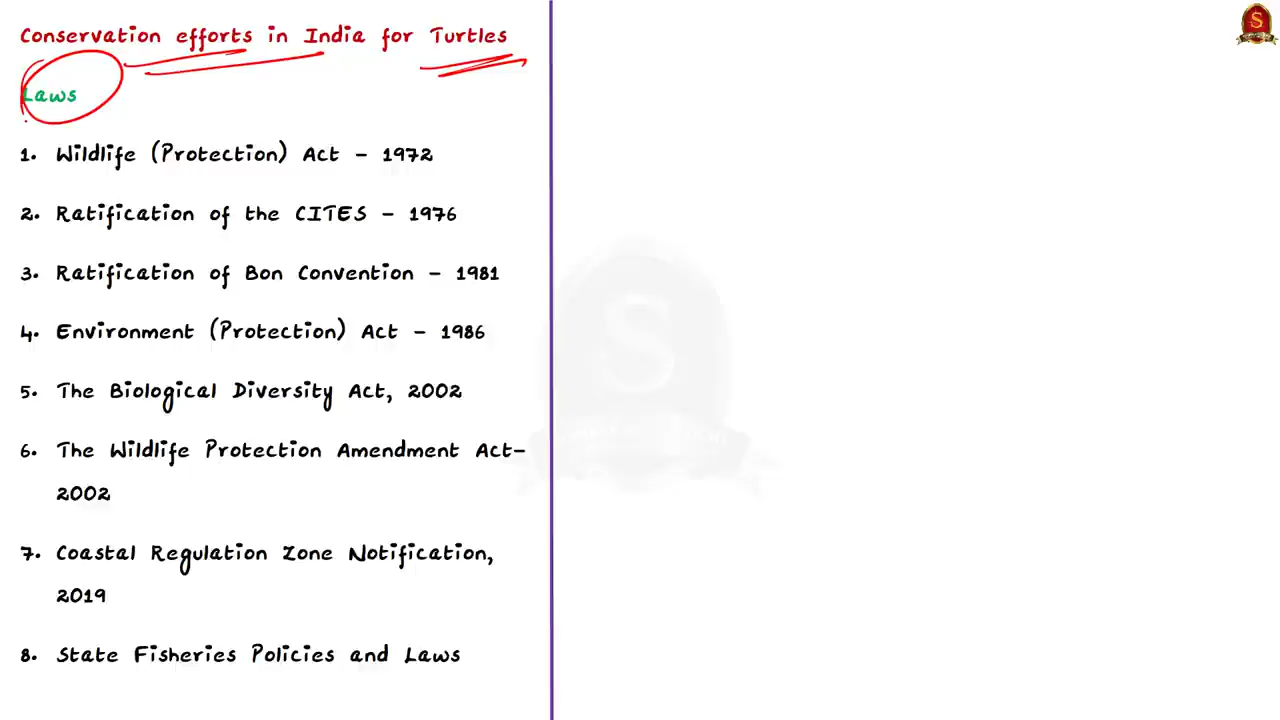 Conservation efforts in India for Turtles
Laws
1. Wildlife (Protection) Act - 1972
2. Ratification of the CITES - 1976
3. Ratification of Bon Convention - 1981
4. Environment (Protection) Act - 1986
5. The Biological Diversity Act, 2002
6. The Wildlife Protection Amendment Act-
2002
7. Coastal Regulation Zone Notification,
2019
8. State Fisheries Policies and Laws
S
S